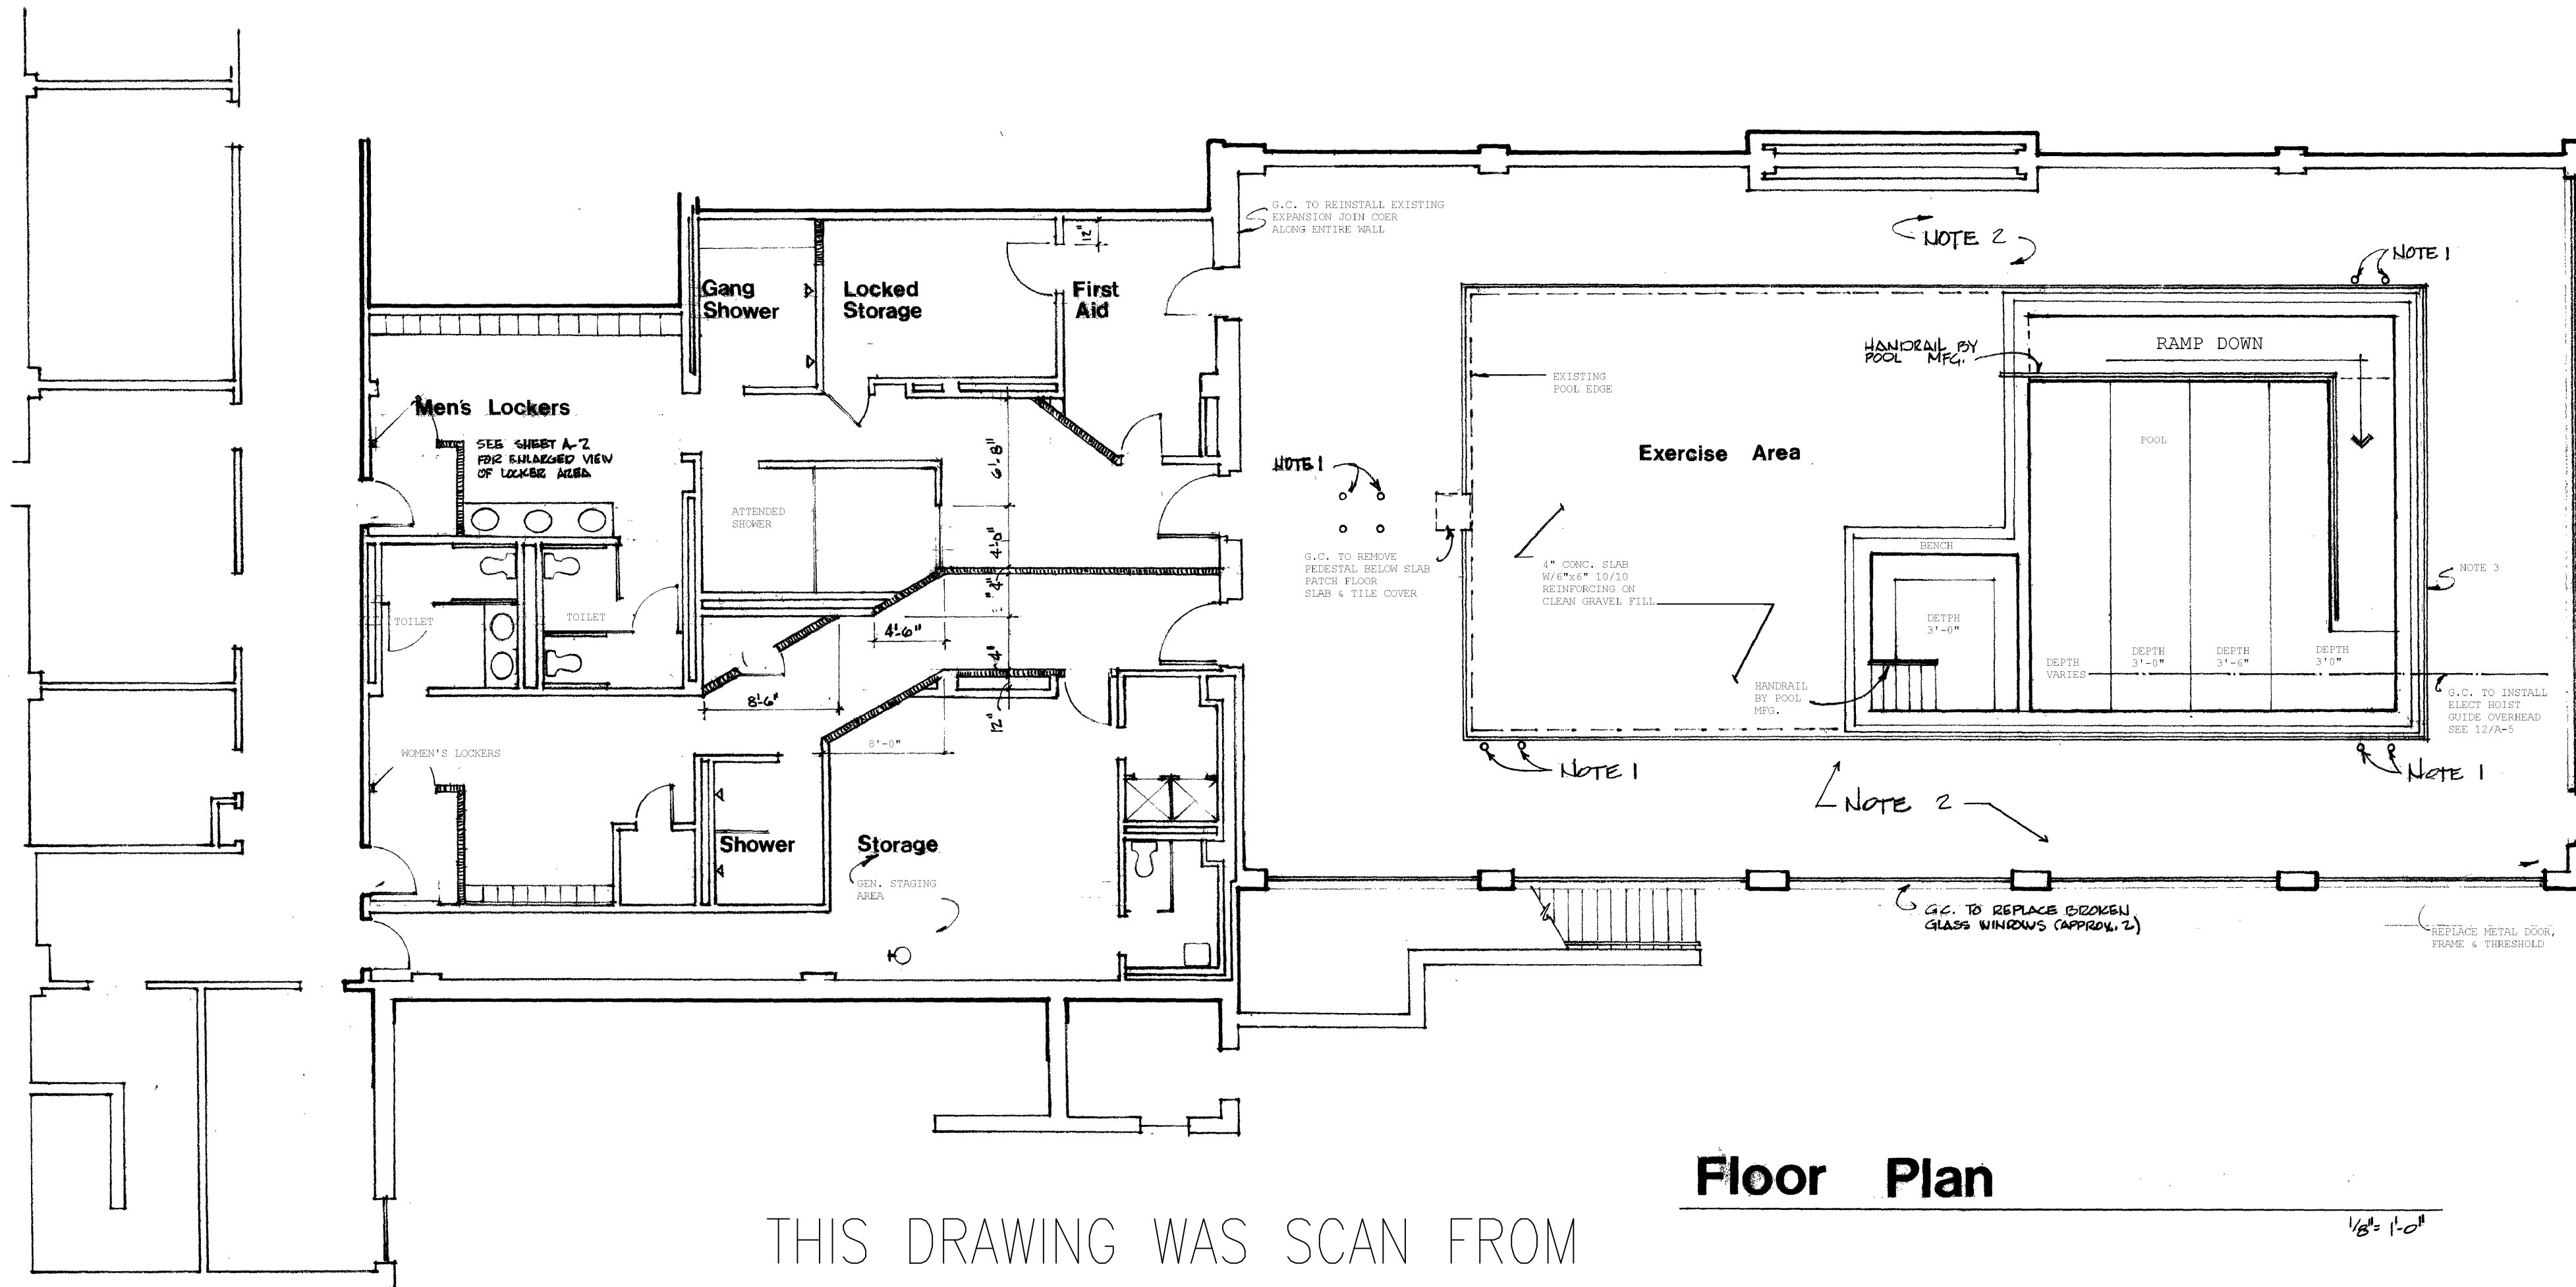 G.C. TO REINSTALL EXISTING
EXPANSION JOIN COER
ALONG ENTIRE WALL
NOTE 2
NOTE 1
12"
Gang
Shower
Locked
Storage
First
Aid
HANDRAIL BY
POOL MFG.
RAMP DOWN
EXISTING
POOL EDGE
Men's Lockers
SEE SHEET A-2
FOR ENLARGED VIEW
OF LOCKER AREA
6'-8"
Exercise Area
POOL
NOTE 1
ATTENDED
SHOWER
4'-0"
G.C. TO REMOVE
PEDESTAL BELOW SLAB
PATCH FLOOR
SLAB & TILE COVER
4" CONC. SLAB
W/6"x6" 10/10
REINFORCING ON
CLEAN GRAVEL FILL
BENCH
NOTE 3
4"
TOILET
TOILET
4'-6"
DETPH
3'-0"
4'
DEPTH
VARIES
DEPTH
3'-0"
DEPTH
3'-6"
DEPTH
3'0"
8'-6"
12"
HANDRAIL
BY POOL
MFG.
G.C. TO INSTALL
ELECT HOIST
GUIDE OVERHEAD
SEE 12/A-5
8'-0"
WOMEN'S LOCKERS
NOTE 1
NOTE 1
NOTE 2
Shower
Storage
GEN. STAGING
AREA
G.C. TO REPLACE BROKEN
GLASS WINDOWS (APPROX. 2)
REPLACE METAL DOOR,
FRAME & THRESHOLD
Floor Plan
1/8"= 1'-0"
THIS DRAWING WAS SCAN FROM